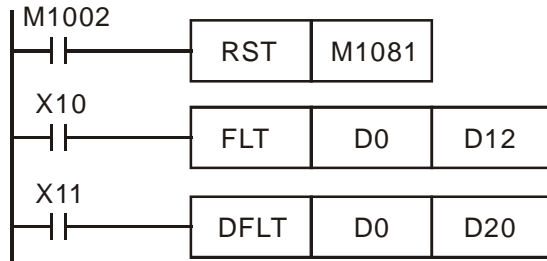 M1002
RST M1081
X10
FLT D0 D12
X11
DFLT D0 D20